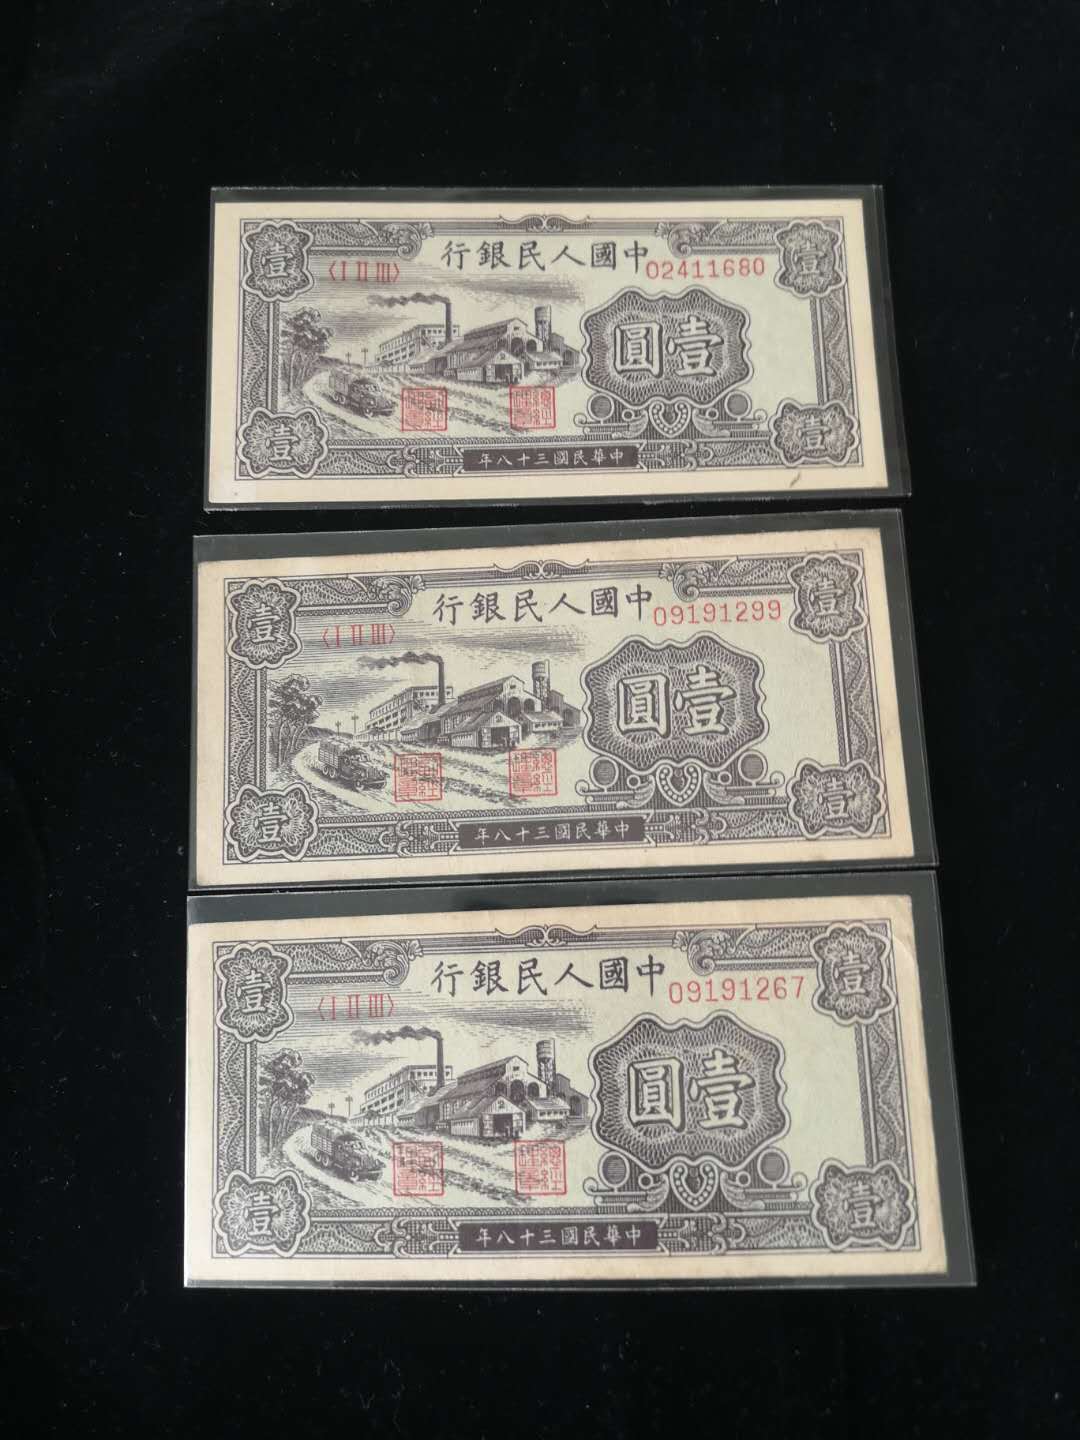 中國人民銀行
壹
壹
〈I II III〉
02411680
壹圓
壹
壹
中華民國三十八年
中國人民銀行
壹
壹
〈I II III〉
09191299
壹圓
壹
壹
中華民國三十八年
中國人民銀行
壹
壹
〈I II III〉
09191267
壹圓
壹
壹
中華民國三十八年